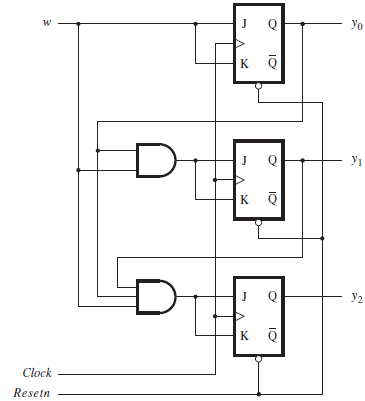 w J Q y0
K Q̄
J Q y1
K Q̄
J Q y2
K Q̄
Clock
Resetn